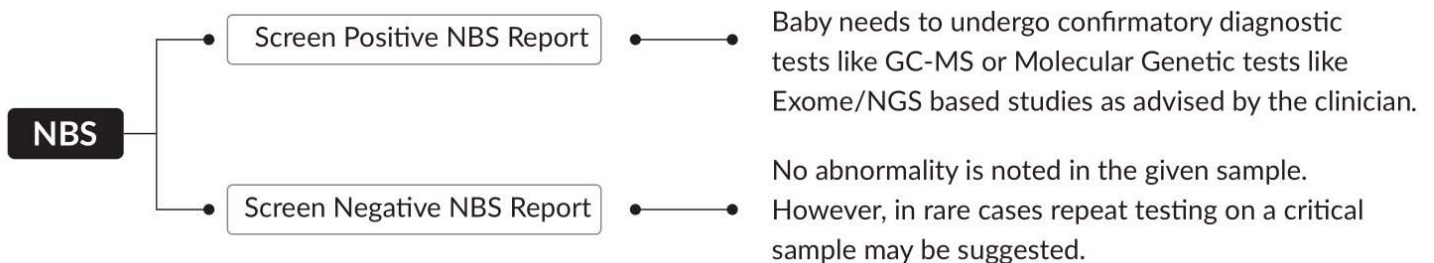 NBS
Screen Positive NBS Report
Baby needs to undergo confirmatory diagnostic
tests like GC-MS or Molecular Genetic tests like
Exome/NGS based studies as advised by the clinician.
Screen Negative NBS Report
No abnormality is noted in the given sample.
However, in rare cases repeat testing on a critical
sample may be suggested.